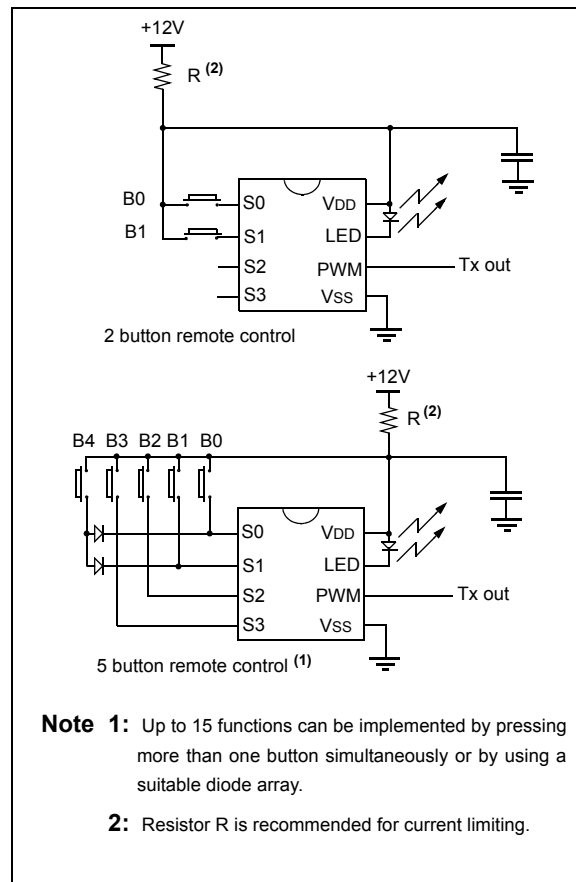 +12V
R (2)
B0
B1
S0
S1
S2
S3
VDD
LED
PWM
VSS
Tx out
2 button remote control
+12V
R (2)
B4 B3 B2 B1 B0
S0
S1
S2
S3
VDD
LED
PWM
VSS
Tx out
5 button remote control (1)
Note 1: Up to 15 functions can be implemented by pressing
more than one button simultaneously or by using a
suitable diode array.
2: Resistor R is recommended for current limiting.